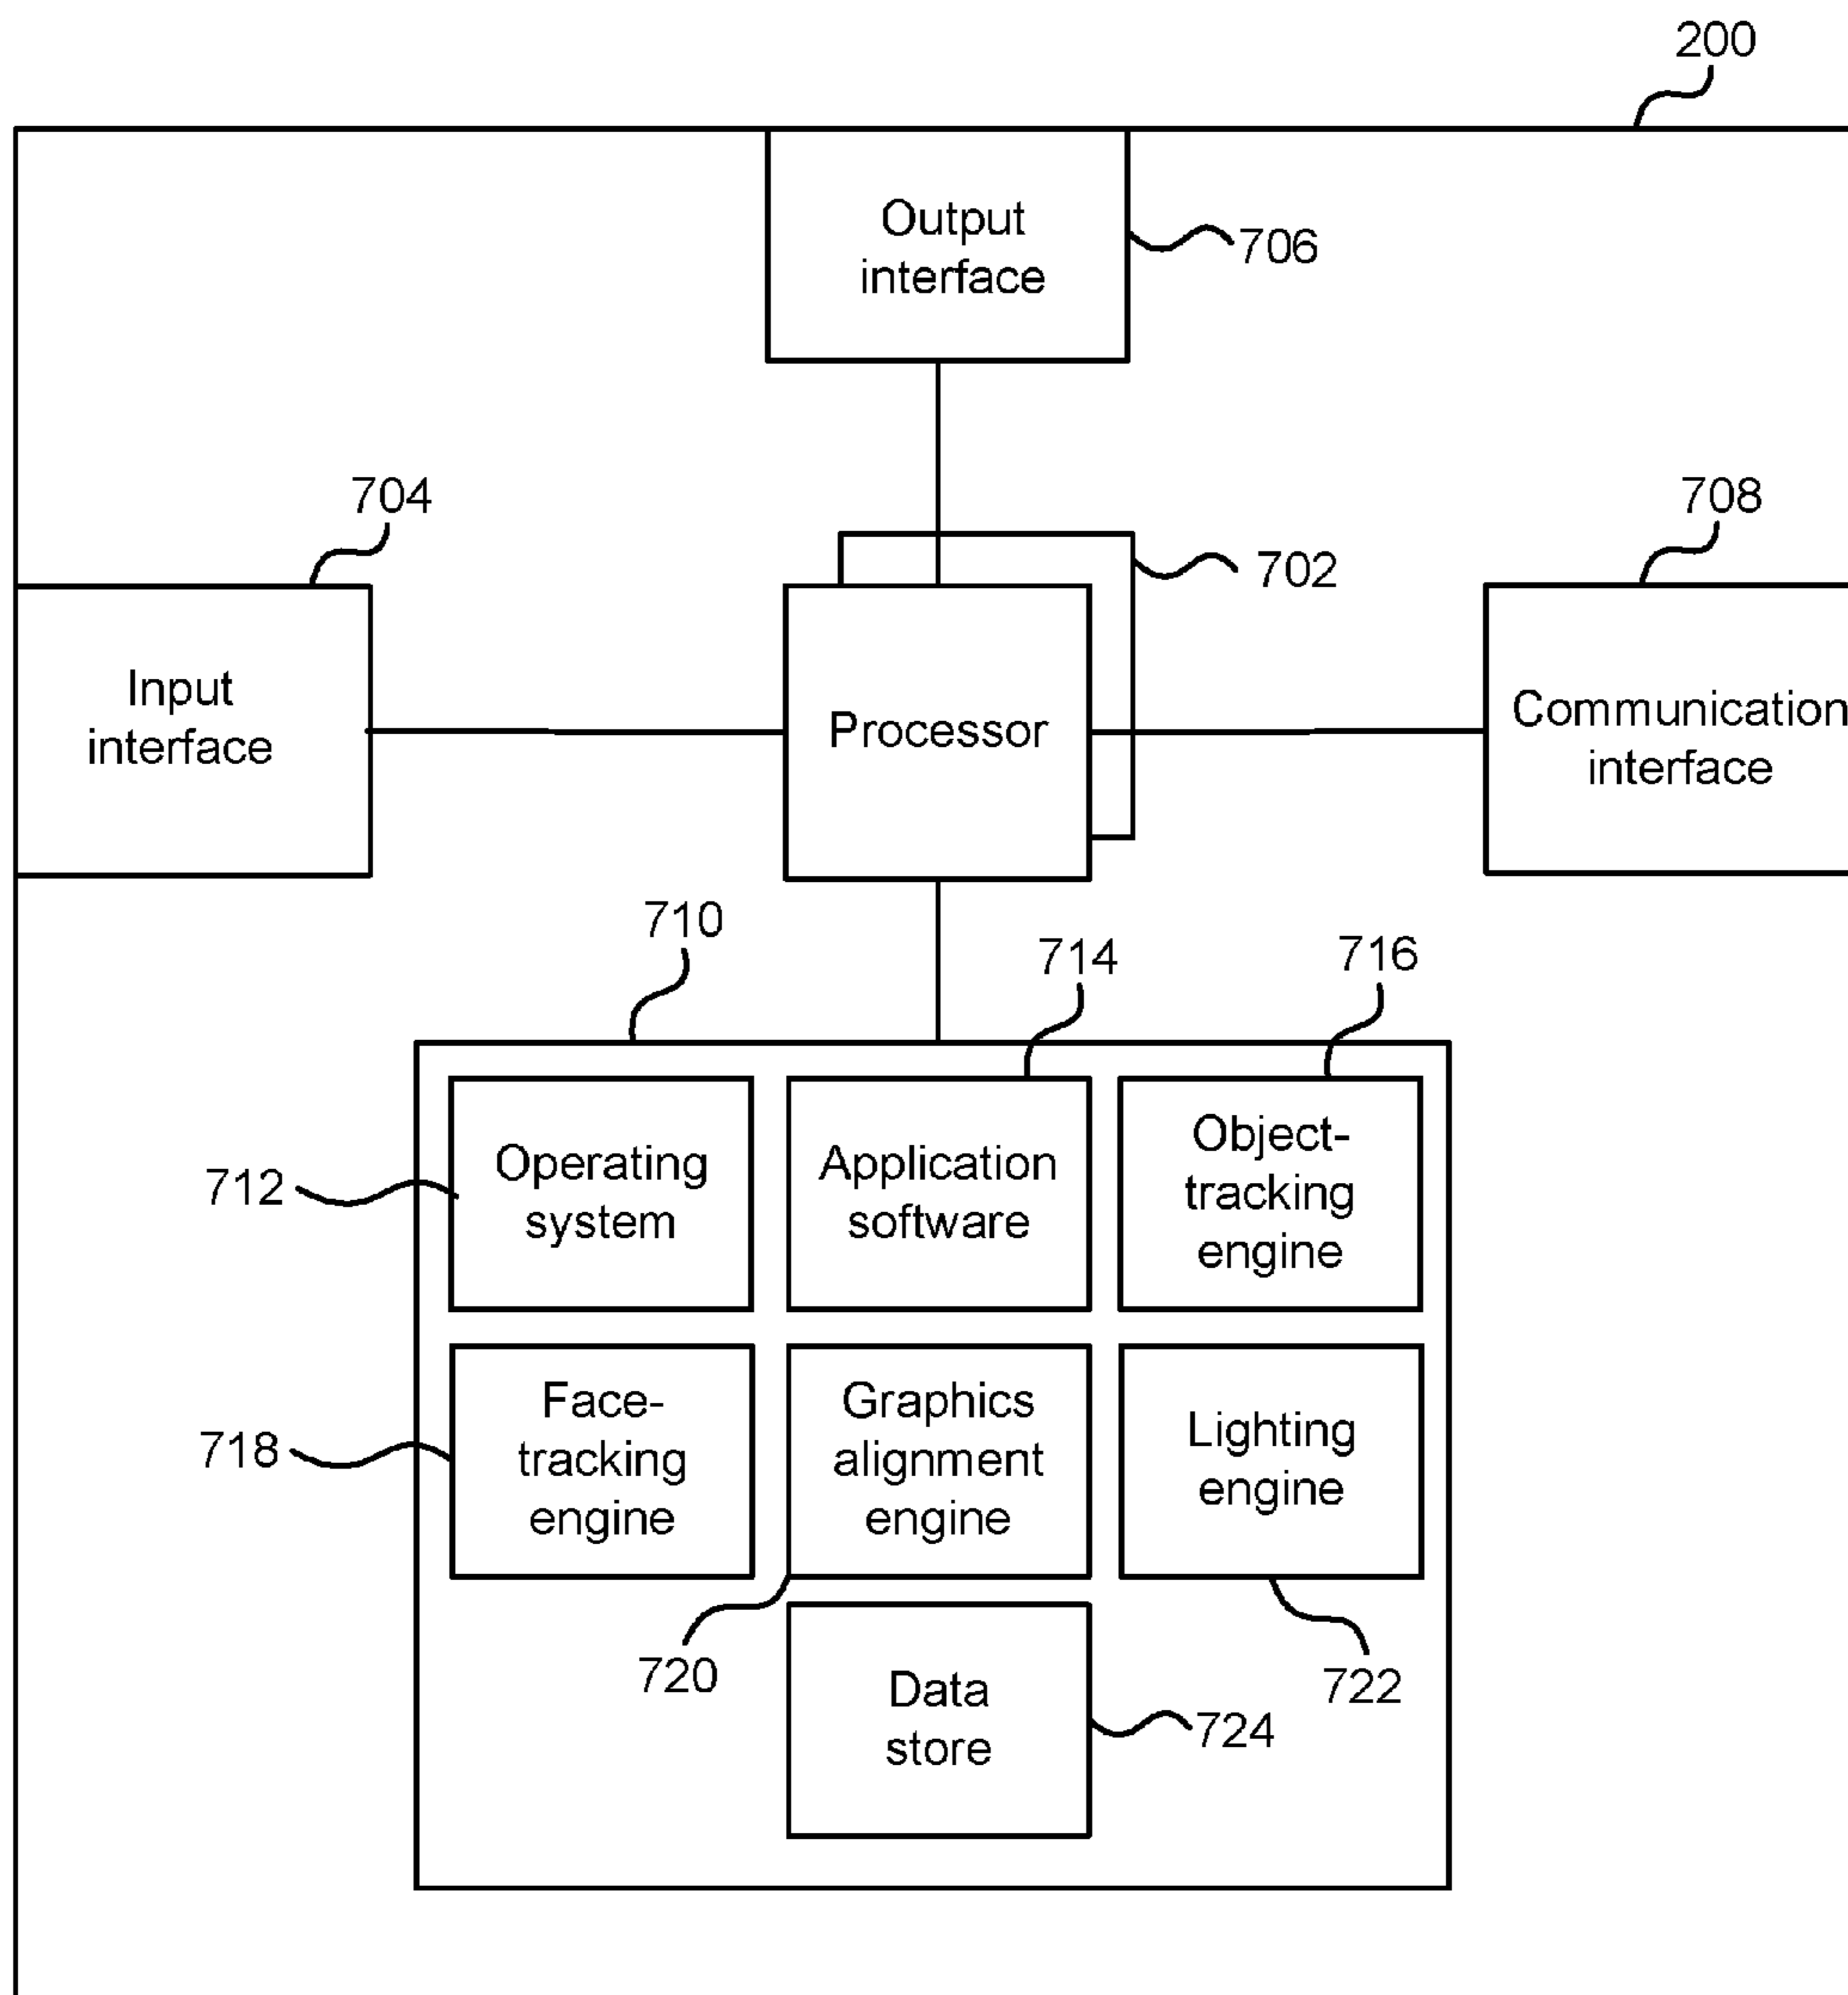 200
Output
interface
706
704
708
702
Input
interface
Processor
Communication
interface
710
714
716
712
Operating
system
Application
software
Object-
tracking
engine
718
Face-
tracking
engine
Graphics
alignment
engine
Lighting
engine
720
722
Data
store
724